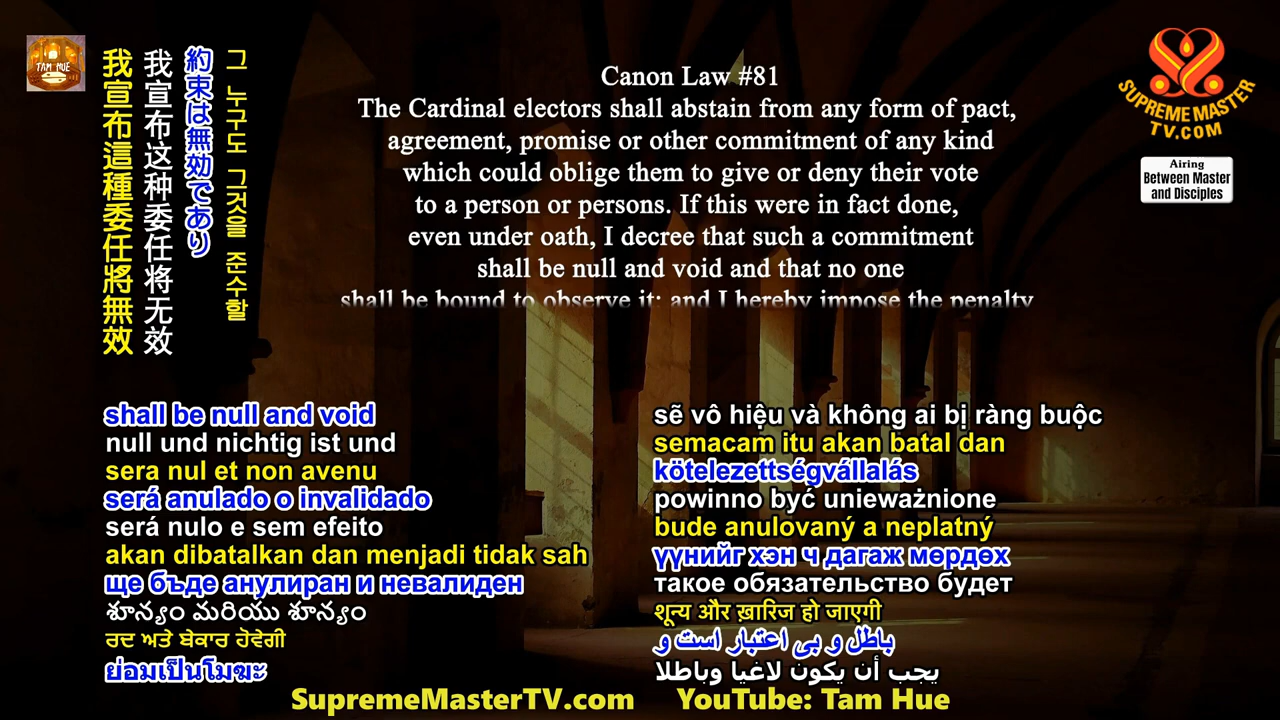 TAM HUE
我宣布這種委任將無效
我宣布这种委任将无效
約束は無効であり
그 누구도 그것을 준수할
Canon Law #81
The Cardinal electors shall abstain from any form of pact,
agreement, promise or other commitment of any kind
which could oblige them to give or deny their vote
to a person or persons. If this were in fact done,
even under oath, I decree that such a commitment
shall be null and void and that no one
shall be bound to observe it; and I hereby impose the penalty
SUPREME MASTER
TV.COM
Airing
Between Master
and Disciples
shall be null and void
null und nichtig ist und
sera nul et non avenu
será anulado o invalidado
será nulo e sem efeito
akan dibatalkan dan menjadi tidak sah
ще бъде анулиран и невалиден
శూన్యం మరియు శూన్యం
ਰਦ ਅਤੇ ਬੇਕਾਰ ਹੋਵੇਗੀ
ย่อมเป็นโมฆะ
sẽ vô hiệu và không ai bị ràng buộc
semacam itu akan batal dan
kötelezettségvállalás
powinno być unieważnione
bude anulovaný a neplatný
үүнийг хэн ч дагаж мөрдөх
такое обязательство будет
शून्य और ख़ारिज हो जाएगी
باطل و بی اعتبار است و
يجب أن يكون لاغيا وباطلا
SupremeMasterTV.com
YouTube: Tam Hue